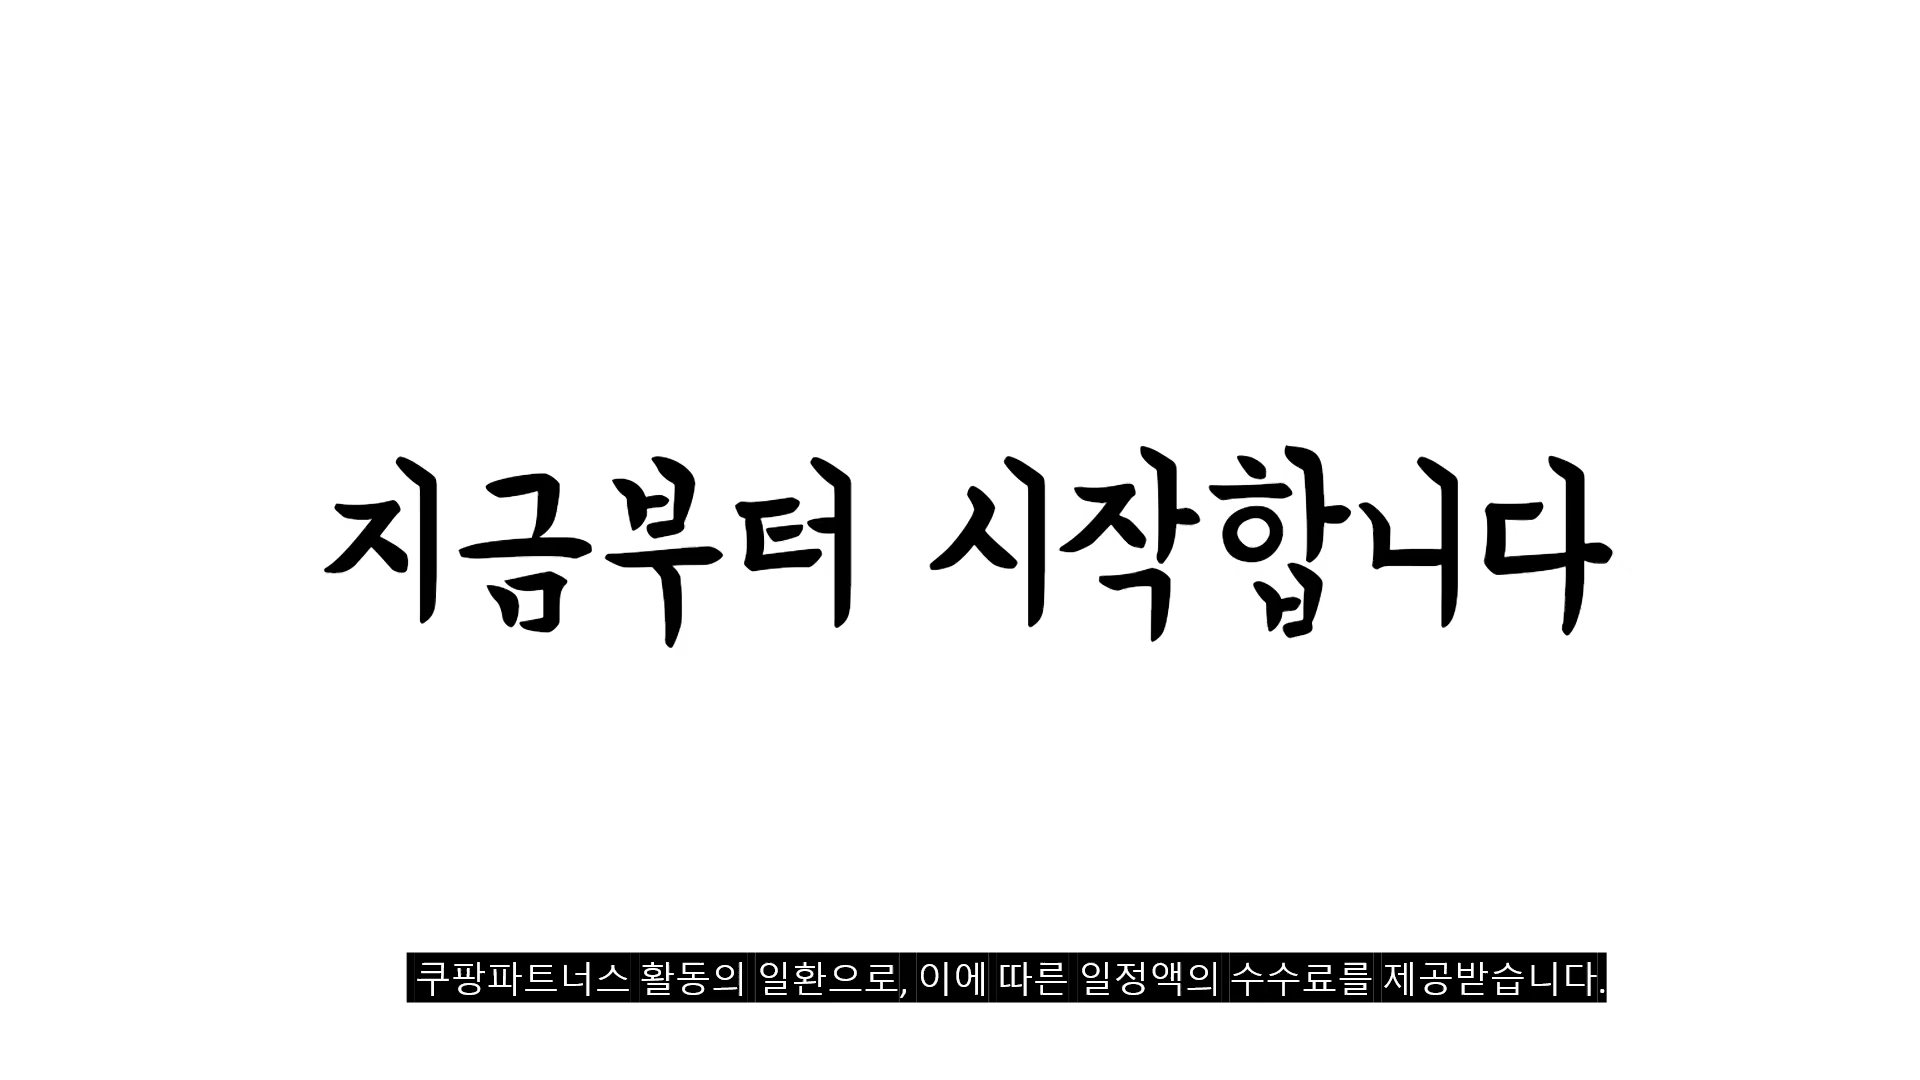 지금부터 시작합니다
쿠팡파트너스 활동의 일환으로, 이에 따른 일정액의 수수료를 제공받습니다.